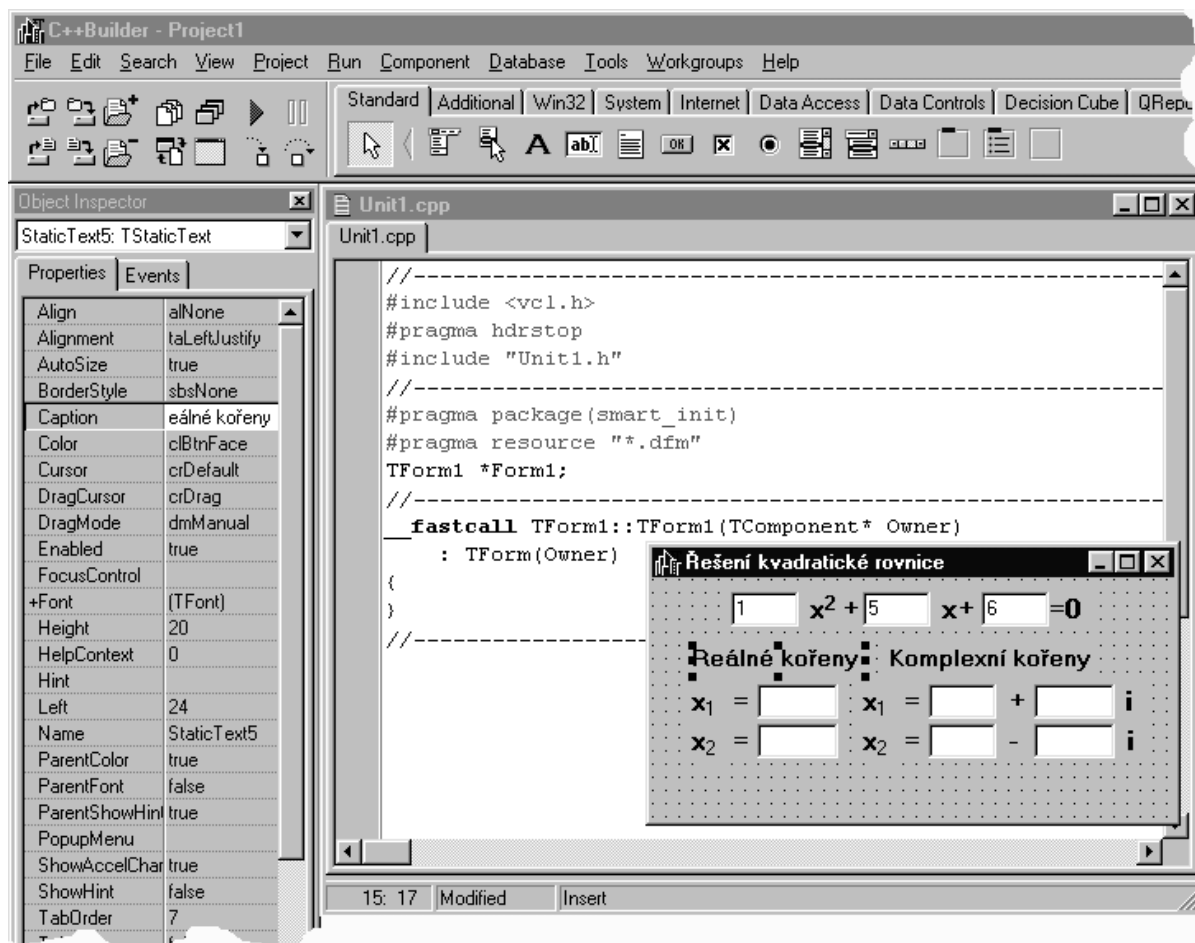 C++Builder - Project1
File Edit Search View Project Run Component Database Tools Workgroups Help
Standard Additional Win32 System Internet Data Access Data Controls Decision Cube QRepo
A abI OK
Object Inspector
StaticText5: TStaticText
Properties Events
Align alNone
Alignment taLeftJustify
AutoSize true
BorderStyle sbsNone
Caption eálné kořeny
Color clBtnFace
Cursor crDefault
DragCursor crDrag
DragMode dmManual
Enabled true
FocusControl
+Font (TFont)
Height 20
HelpContext 0
Hint
Left 24
Name StaticText5
ParentColor true
ParentFont false
ParentShowHint true
PopupMenu
ShowAccelChar true
ShowHint false
TabOrder 7
Unit1.cpp
Unit1.cpp
//----------------------------------------------------------
#include <vcl.h>
#pragma hdrstop
#include "Unit1.h"
//----------------------------------------------------------
#pragma package(smart_init)
#pragma resource "*.dfm"
TForm1 *Form1;
//----------------------------------------------------------
__fastcall TForm1::TForm1(TComponent* Owner)
: TForm(Owner)
{
}
//-------------------
15: 17 Modified Insert
Řešení kvadratické rovnice
1 x² + 5 x + 6 =0
Reálné kořeny Komplexní kořeny
x₁ = x₁ = + i
x₂ = x₂ = - i